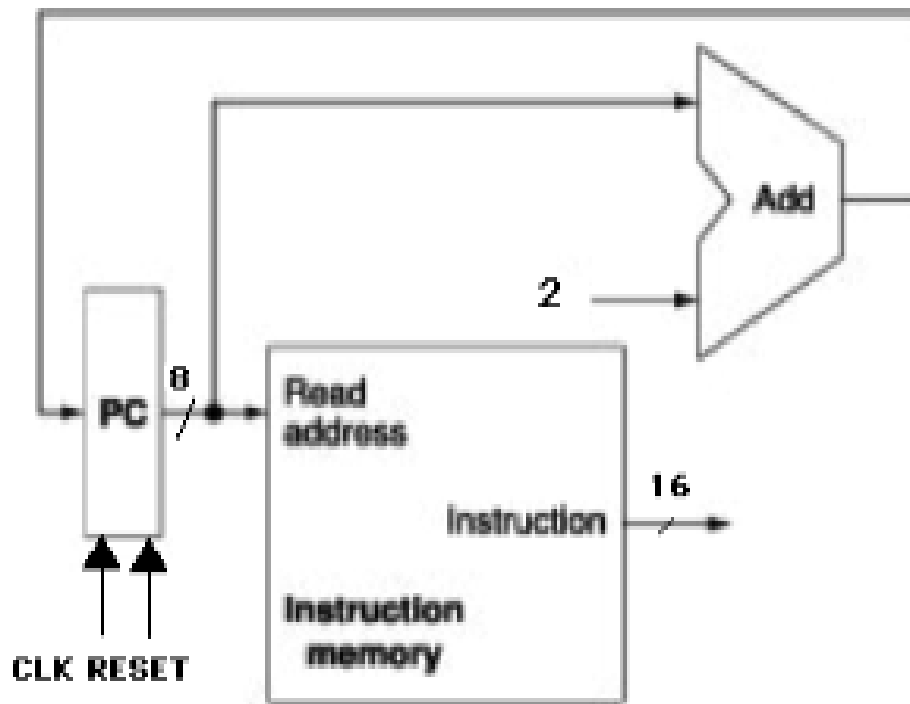 Add
2
8
PC
Read
address
16
Instruction
Instruction
memory
CLK RESET